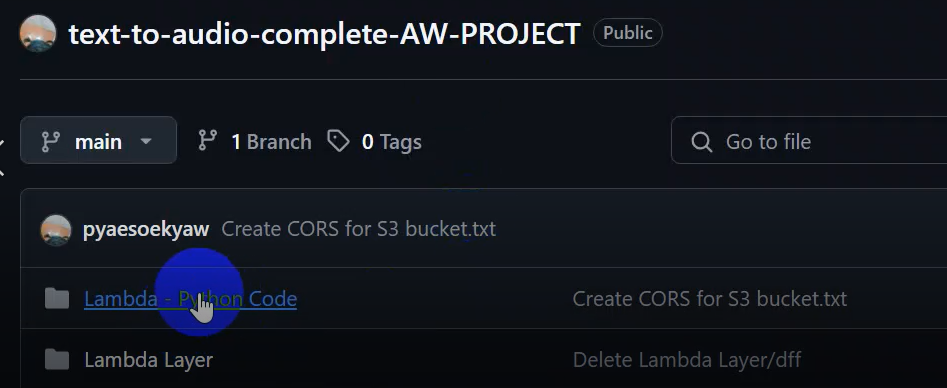 text-to-audio-complete-AW-PROJECT Public
main 1 Branch 0 Tags Go to file
pyaesoekyaw Create CORS for S3 bucket.txt
Lambda - Python Code Create CORS for S3 bucket.txt
Lambda Layer Delete Lambda Layer/dff